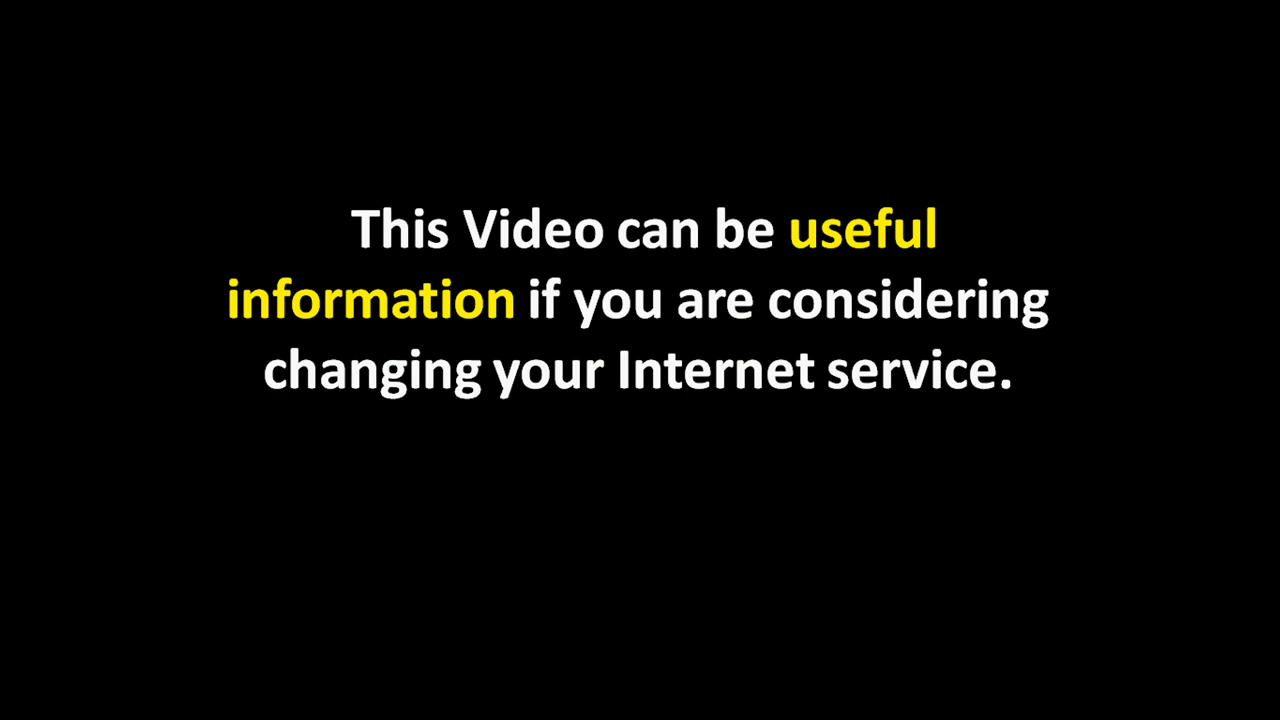 This Video can be useful
information if you are considering
changing your Internet service.